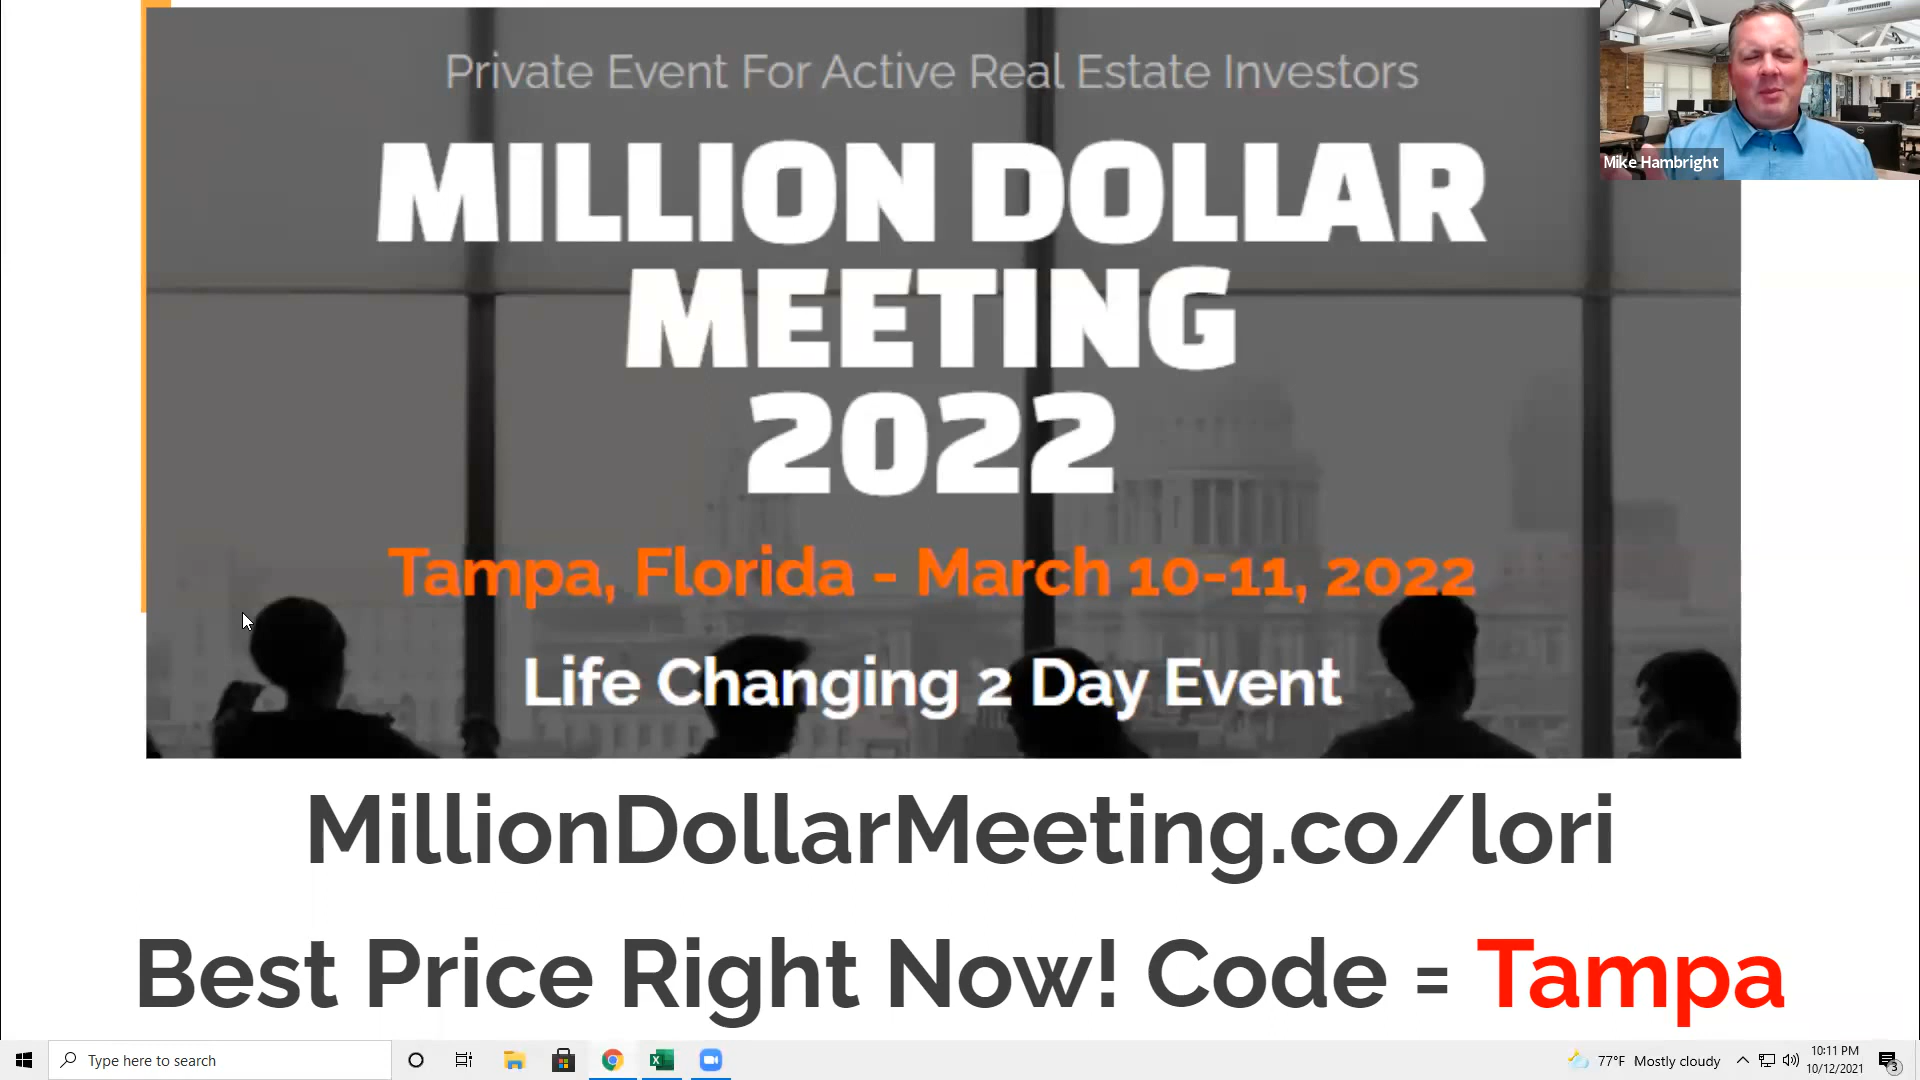 Private Event For Active Real Estate Investors
MILLION DOLLAR
MEETING
2022
Tampa, Florida - March 10-11, 2022
Life Changing 2 Day Event
Mike Hambright
MillionDollarMeeting.co/lori
Best Price Right Now! Code = Tampa
Type here to search
77°F Mostly cloudy
10:11 PM
10/12/2021
3